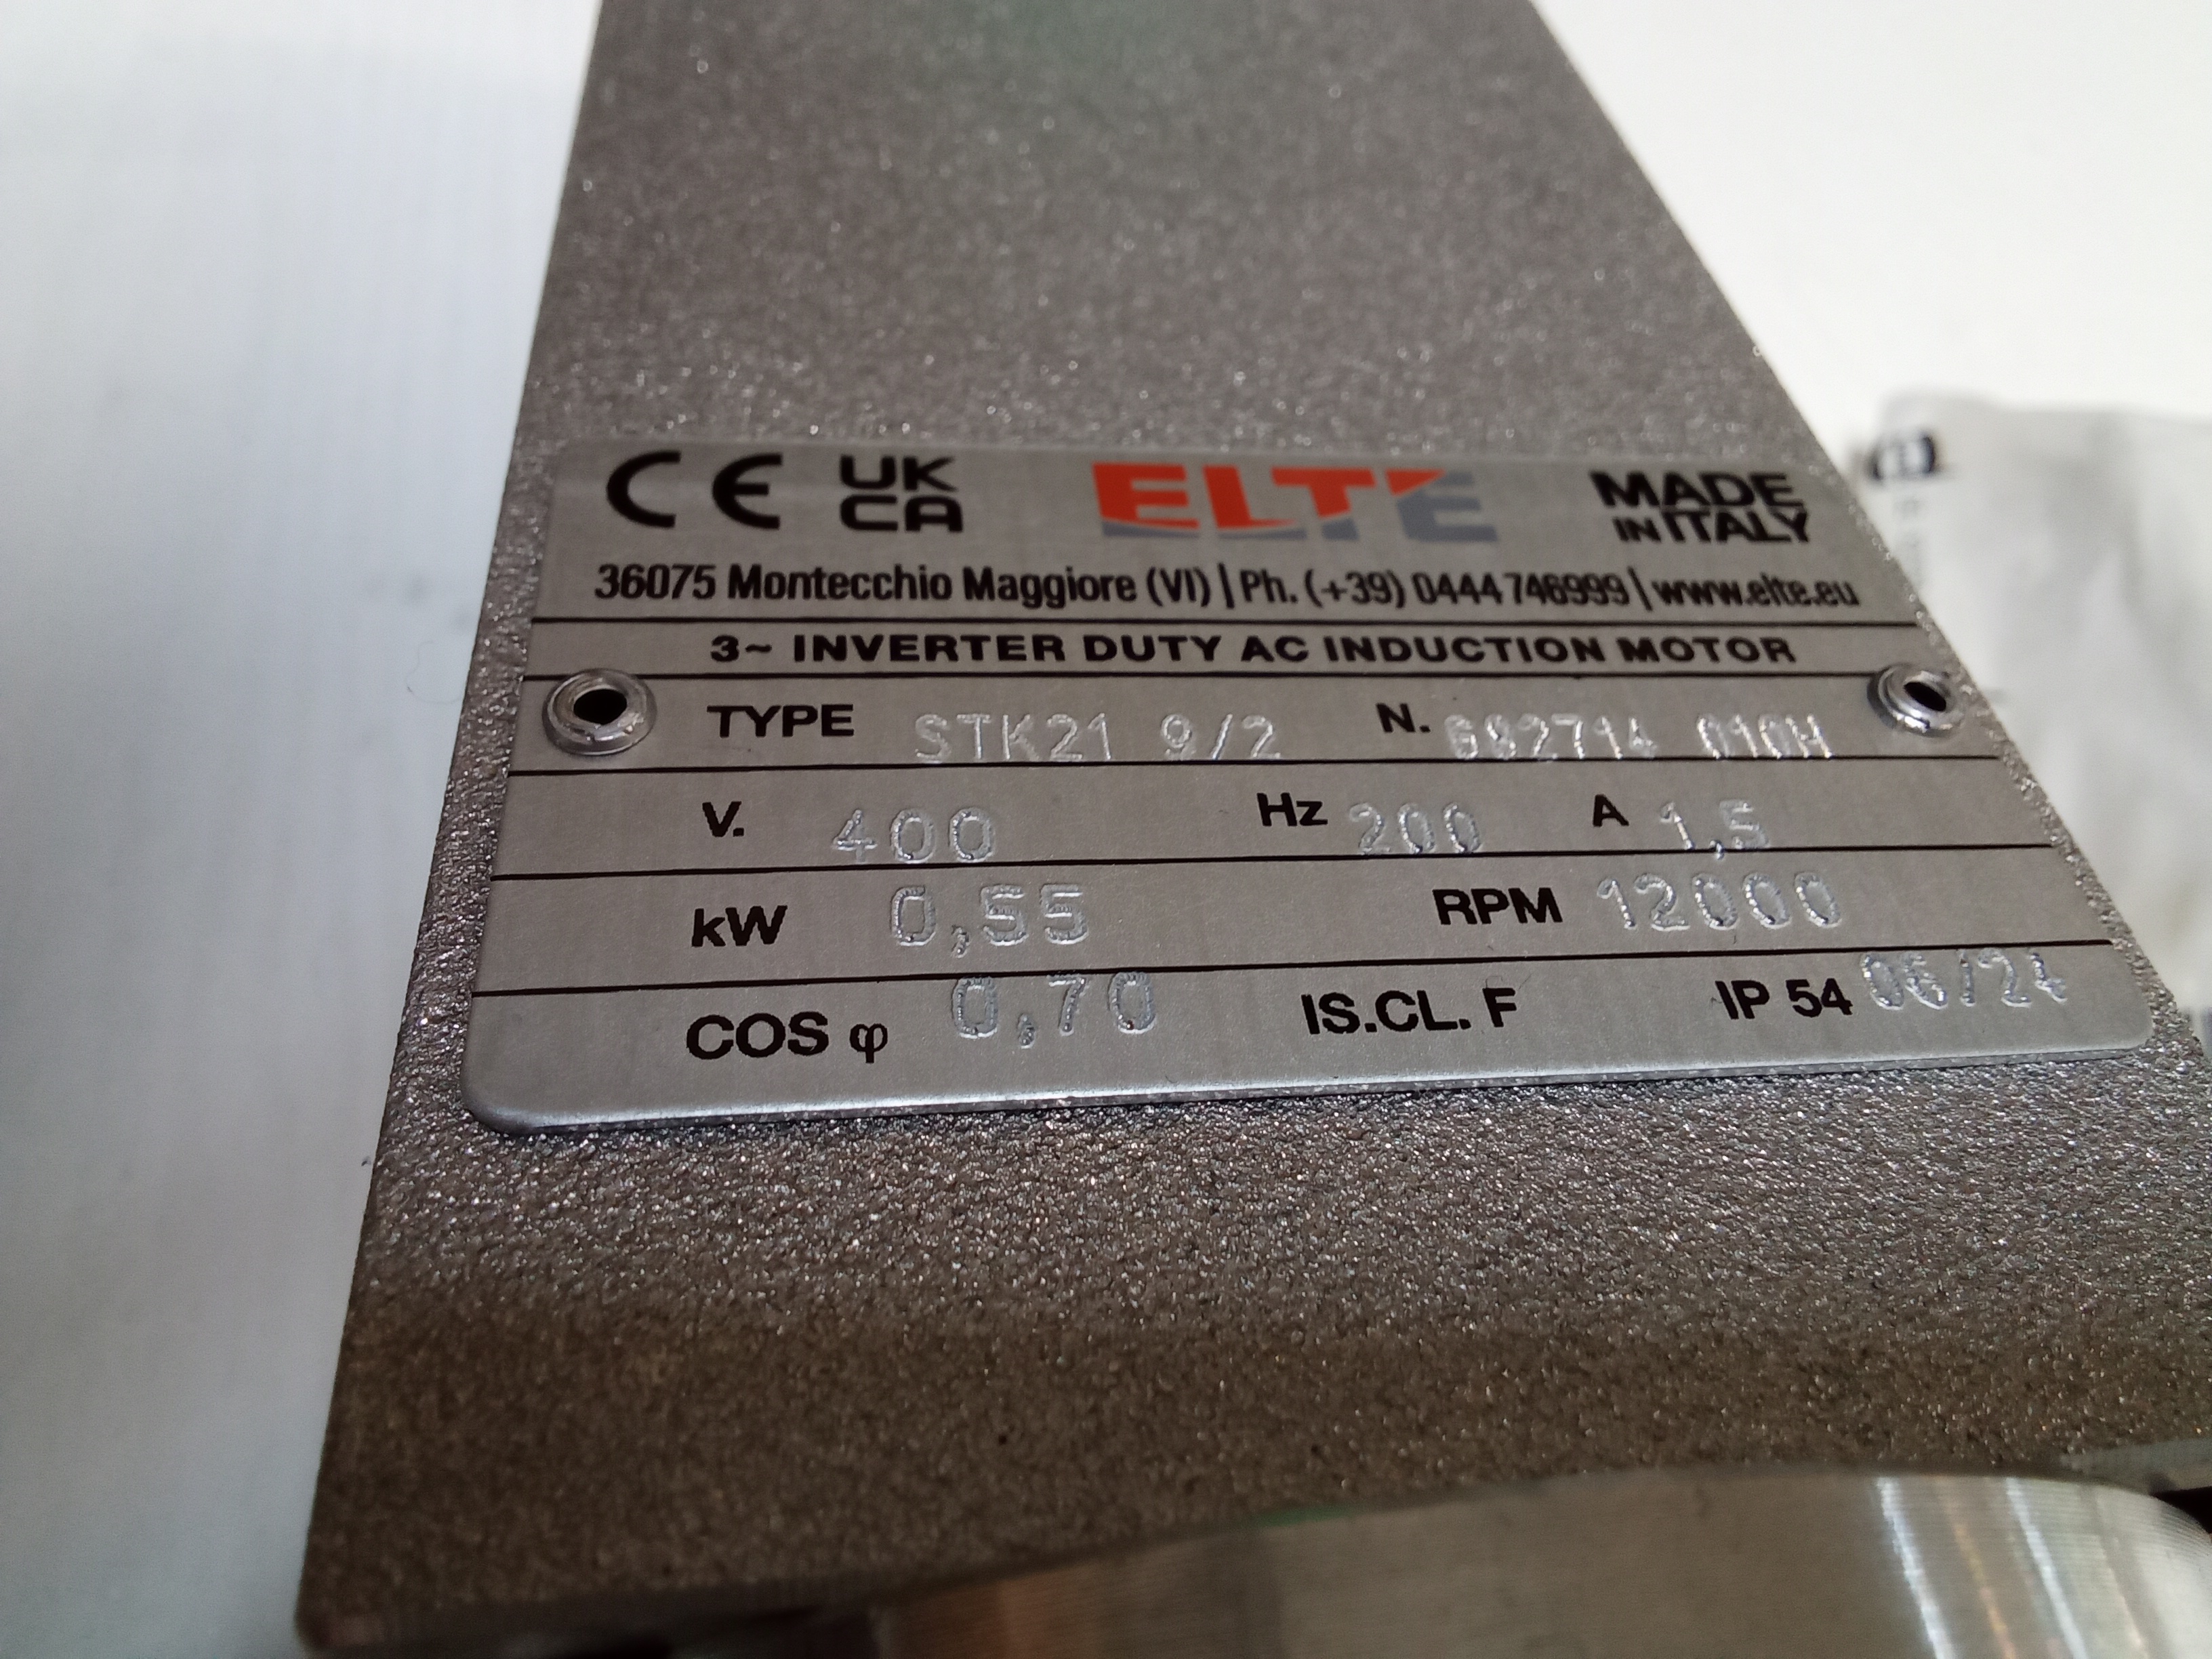 CE UK CA ELTE MADE IN ITALY
36075 Montecchio Maggiore (VI) | Ph. (+39) 0444 746999 | www.elte.eu
3~ INVERTER DUTY AC INDUCTION MOTOR
TYPE STK21 9/2 N. 682714 010H
V. 400 Hz 200 A 1,5
kW 0,55 RPM 12000
COS φ 0,70 IS.CL. F IP 54 06/24